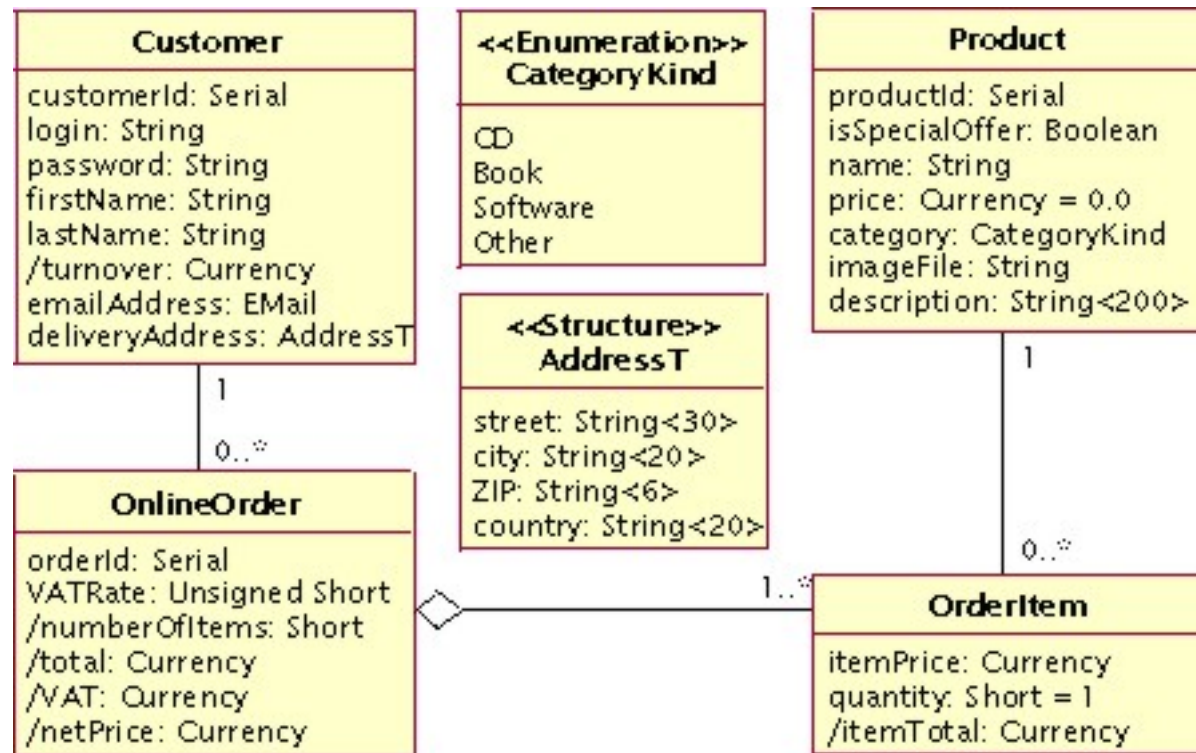 Customer
customerId: Serial
login: String
password: String
firstName: String
lastName: String
/turnover: Currency
emailAddress: EMail
deliveryAddress: AddressT
<<Enumeration>>
CategoryKind
CD
Book
Software
Other
Product
productId: Serial
isSpecialOffer: Boolean
name: String
price: Currency = 0.0
category: CategoryKind
imageFile: String
description: String<200>
<<Structure>>
AddressT
street: String<30>
city: String<20>
ZIP: String<6>
country: String<20>
1
0..*
1
0..*
OnlineOrder
orderId: Serial
VATRate: Unsigned Short
/numberOfItems: Short
/total: Currency
/VAT: Currency
/netPrice: Currency
1..*
OrderItem
itemPrice: Currency
quantity: Short = 1
/itemTotal: Currency